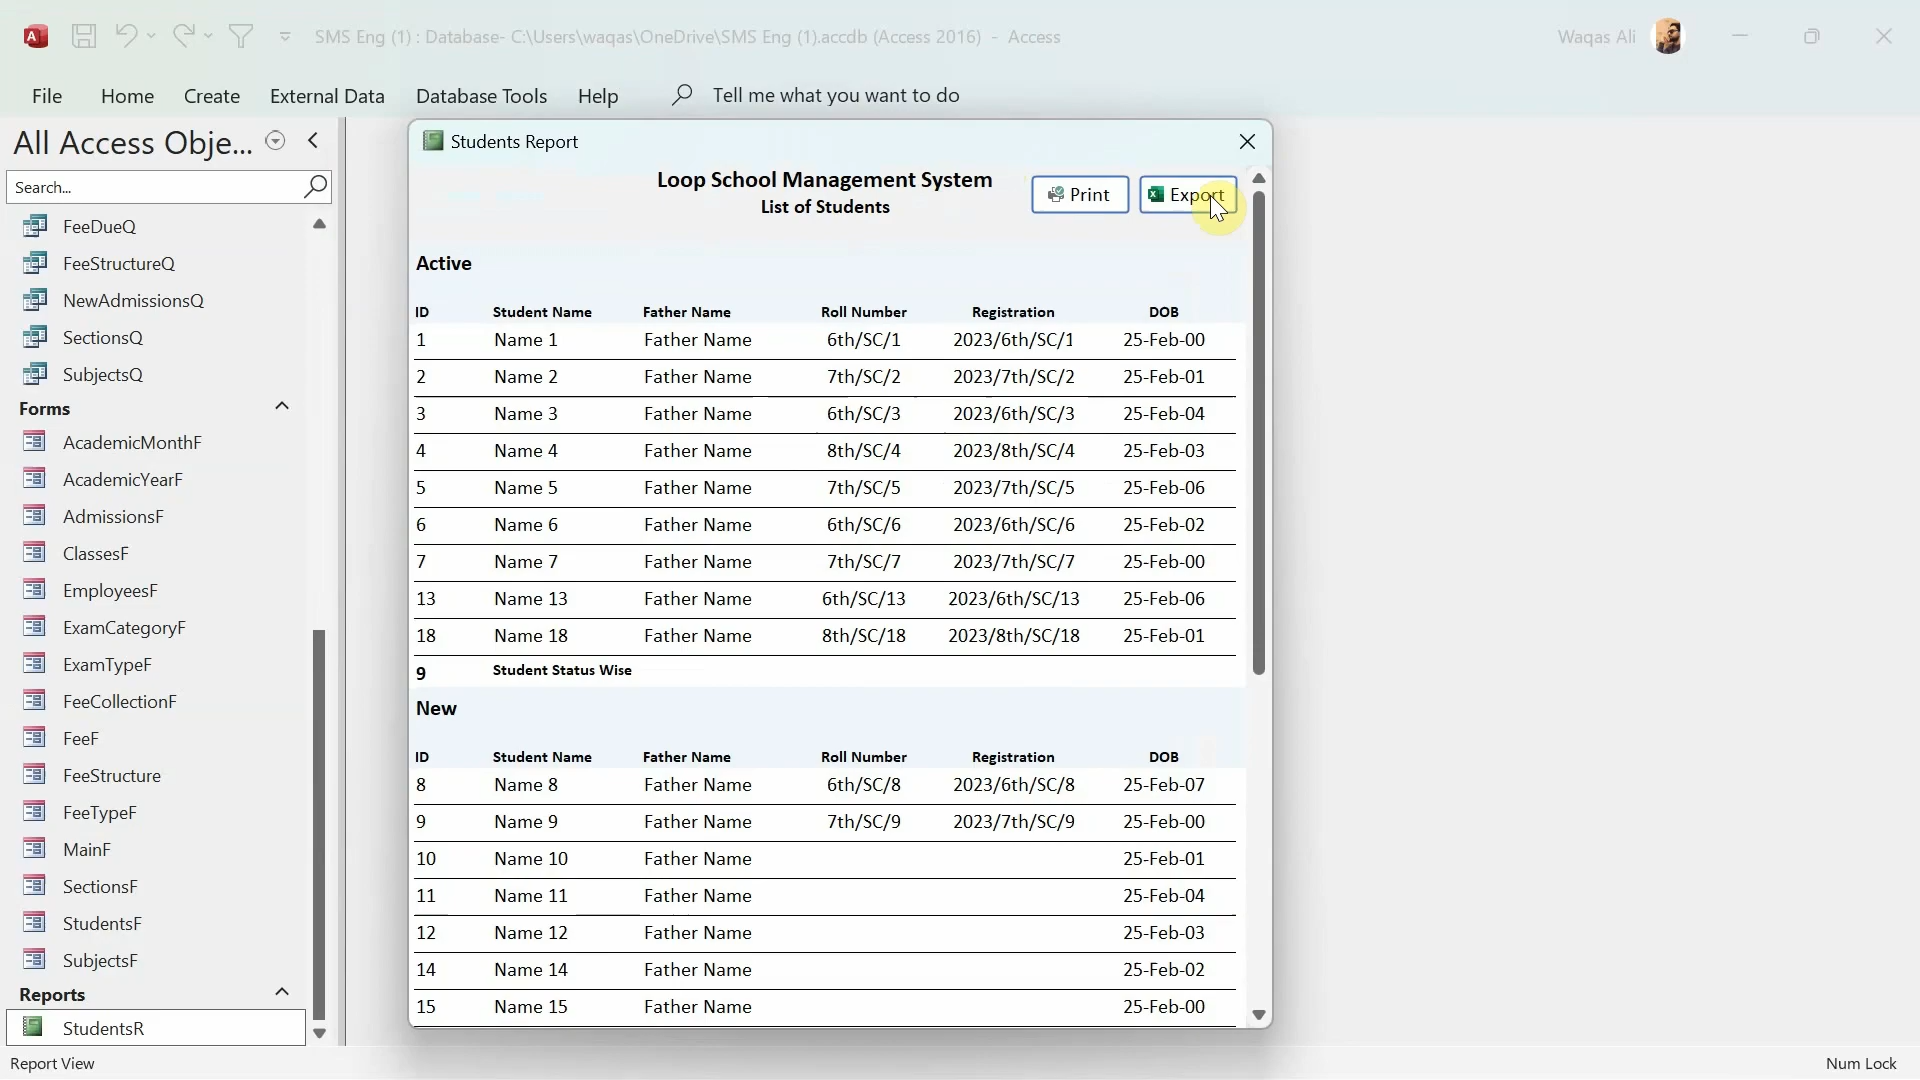 SMS Eng (1) : Database- C:\Users\waqas\OneDrive\SMS Eng (1).accdb (Access 2016) - Access
Waqas Ali
File Home Create External Data Database Tools Help Tell me what you want to do
All Access Obje...
Search...
FeeDueQ
FeeStructureQ
NewAdmissionsQ
SectionsQ
SubjectsQ
Forms
AcademicMonthF
AcademicYearF
AdmissionsF
ClassesF
EmployeesF
ExamCategoryF
ExamTypeF
FeeCollectionF
FeeF
FeeStructure
FeeTypeF
MainF
SectionsF
StudentsF
SubjectsF
Reports
StudentsR
Students Report
Loop School Management System
List of Students
Print
Export
Active
ID Student Name Father Name Roll Number Registration DOB
1 Name 1 Father Name 6th/SC/1 2023/6th/SC/1 25-Feb-00
2 Name 2 Father Name 7th/SC/2 2023/7th/SC/2 25-Feb-01
3 Name 3 Father Name 6th/SC/3 2023/6th/SC/3 25-Feb-04
4 Name 4 Father Name 8th/SC/4 2023/8th/SC/4 25-Feb-03
5 Name 5 Father Name 7th/SC/5 2023/7th/SC/5 25-Feb-06
6 Name 6 Father Name 6th/SC/6 2023/6th/SC/6 25-Feb-02
7 Name 7 Father Name 7th/SC/7 2023/7th/SC/7 25-Feb-00
13 Name 13 Father Name 6th/SC/13 2023/6th/SC/13 25-Feb-06
18 Name 18 Father Name 8th/SC/18 2023/8th/SC/18 25-Feb-01
9 Student Status Wise
New
ID Student Name Father Name Roll Number Registration DOB
8 Name 8 Father Name 6th/SC/8 2023/6th/SC/8 25-Feb-07
9 Name 9 Father Name 7th/SC/9 2023/7th/SC/9 25-Feb-00
10 Name 10 Father Name 25-Feb-01
11 Name 11 Father Name 25-Feb-04
12 Name 12 Father Name 25-Feb-03
14 Name 14 Father Name 25-Feb-02
15 Name 15 Father Name 25-Feb-00
Report View
Num Lock